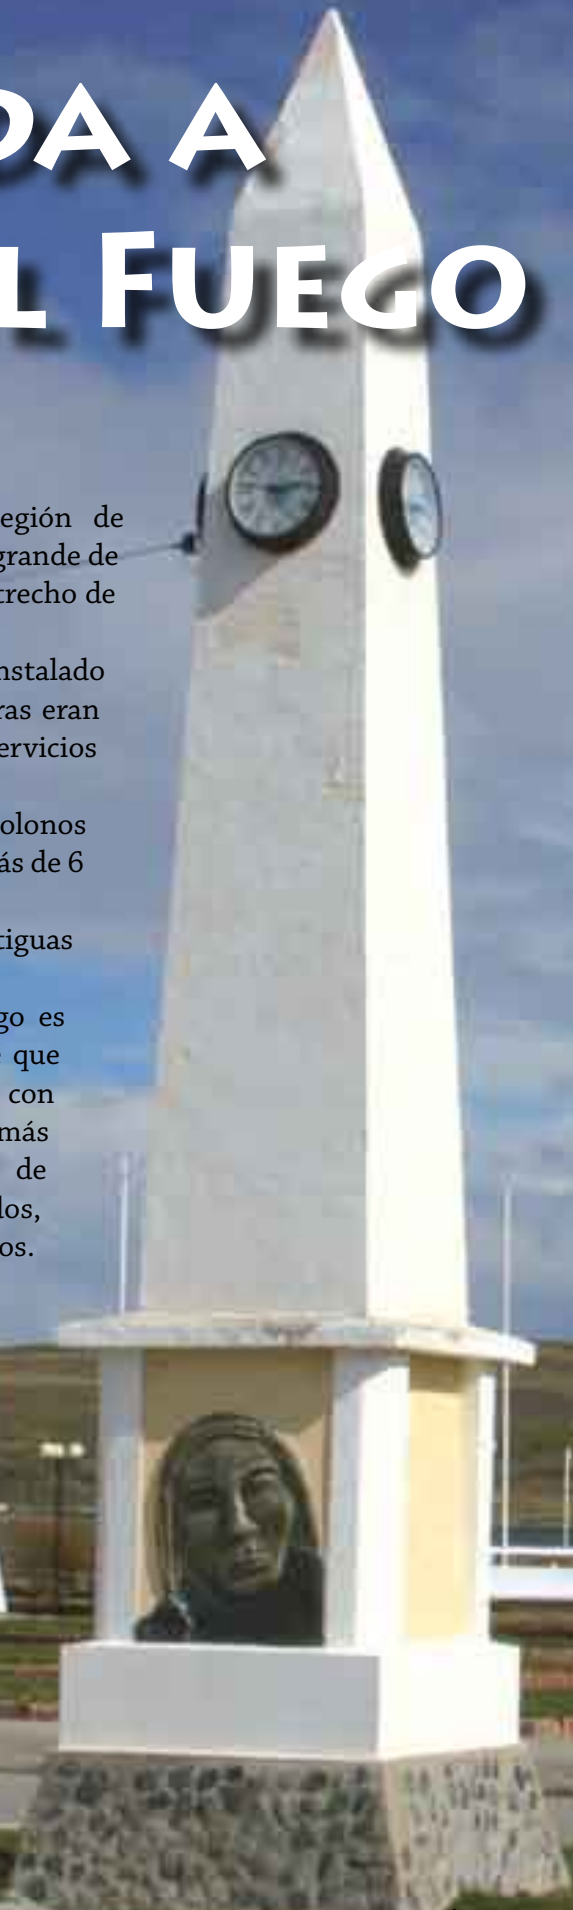 DA A
L FUEGO
egión de
grande de
trecho de
nstalado
ras eran
ervicios
olonos
ás de 6
tiguas
go es
que
con
más
de
dos,
os.